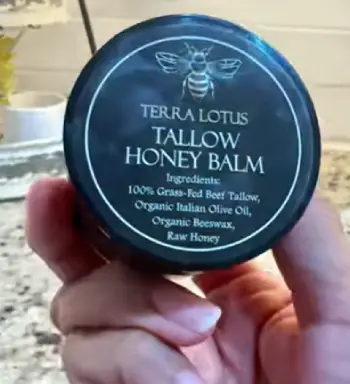 TERRA LOTUS
TALLOW
HONEY BALM
Ingredients:
100% Grass-Fed Beef Tallow,
Organic Italian Olive Oil,
Organic Beeswax,
Raw Honey